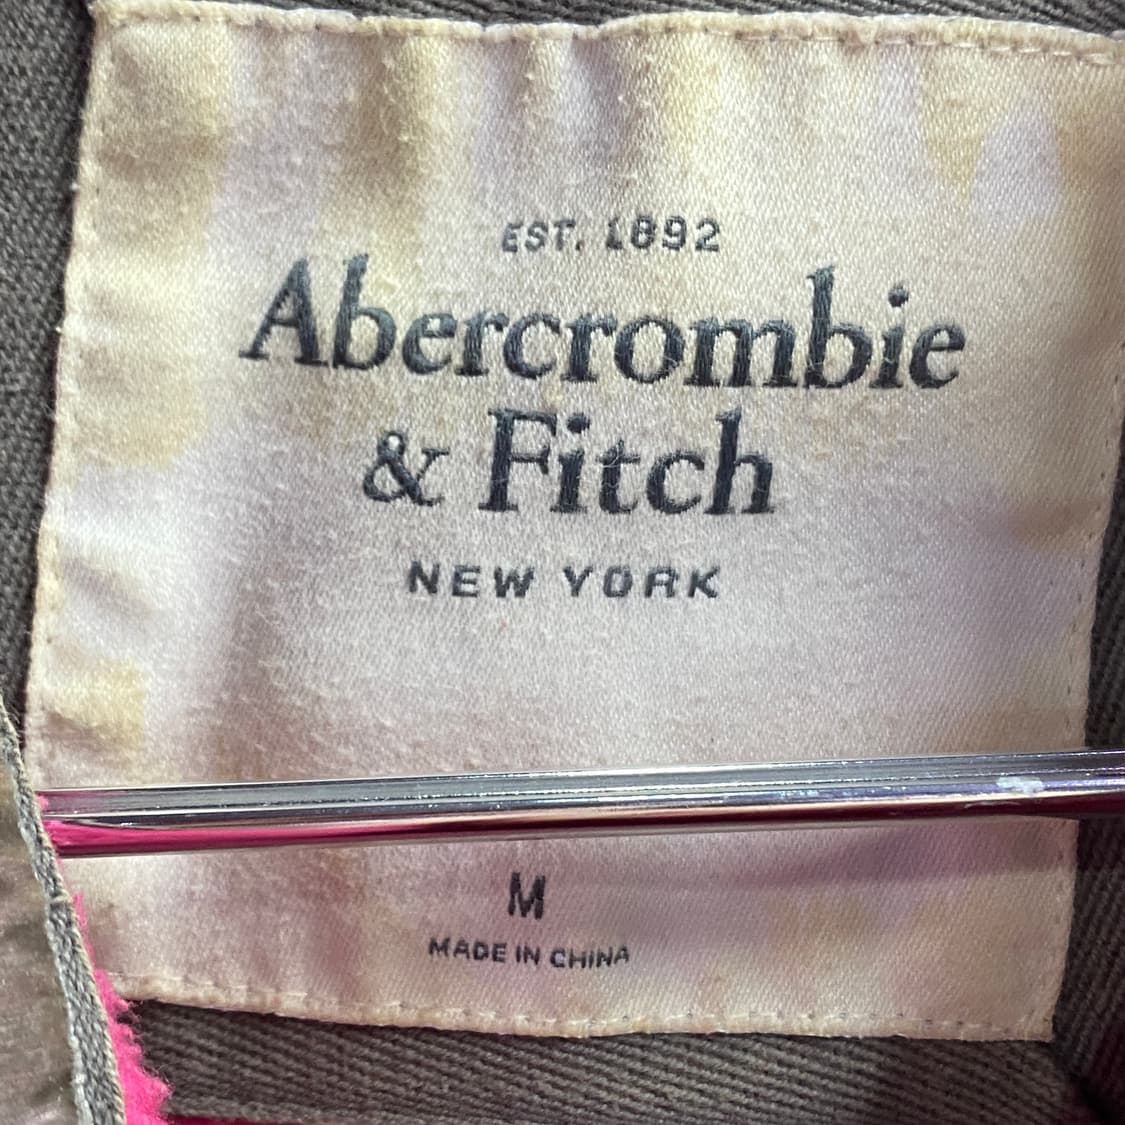 EST. 1892
Abercrombie
& Fitch
NEW YORK
M
MADE IN CHINA